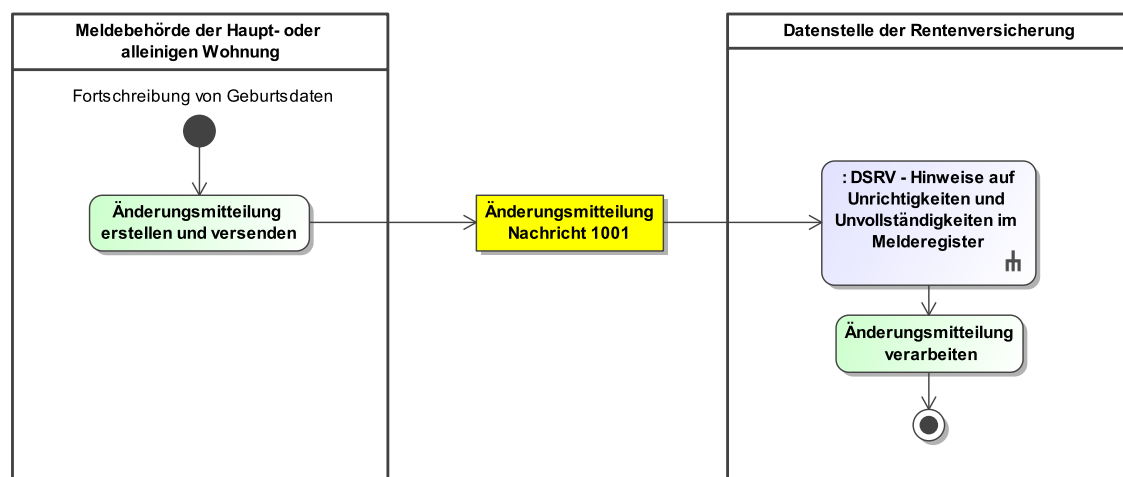 Meldebehörde der Haupt- oder
alleinigen Wohnung
Datenstelle der Rentenversicherung
Fortschreibung von Geburtsdaten
Änderungsmitteilung
erstellen und versenden
Änderungsmitteilung
Nachricht 1001
: DSRV - Hinweise auf
Unrichtigkeiten und
Unvollständigkeiten im
Melderegister
Änderungsmitteilung
verarbeiten